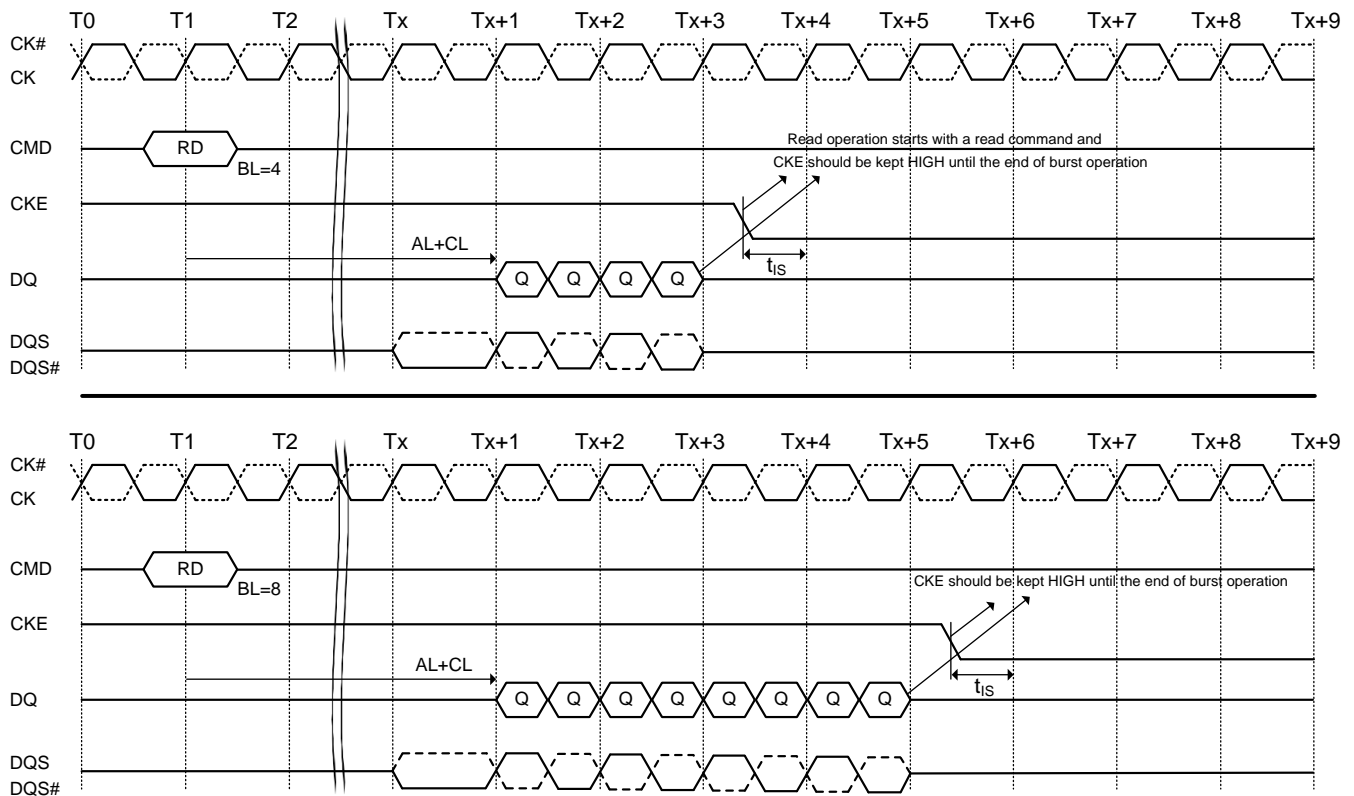 T0 T1 T2 Tx Tx+1 Tx+2 Tx+3 Tx+4 Tx+5 Tx+6 Tx+7 Tx+8 Tx+9
CK#
CK
CMD RD
BL=4
Read operation starts with a read command and
CKE should be kept HIGH until the end of burst operation
CKE
AL+CL
tIS
DQ Q Q Q Q
DQS
DQS#
T0 T1 T2 Tx Tx+1 Tx+2 Tx+3 Tx+4 Tx+5 Tx+6 Tx+7 Tx+8 Tx+9
CK#
CK
CMD RD
BL=8
CKE should be kept HIGH until the end of burst operation
CKE
AL+CL
tIS
DQ Q Q Q Q Q Q Q Q
DQS
DQS#